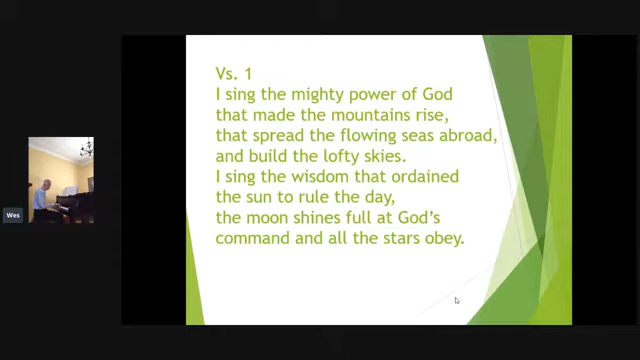 Vs. 1
I sing the mighty power of God
that made the mountains rise,
that spread the flowing seas abroad,
and build the lofty skies.
I sing the wisdom that ordained
the sun to rule the day,
the moon shines full at God's
command and all the stars obey.
Wes